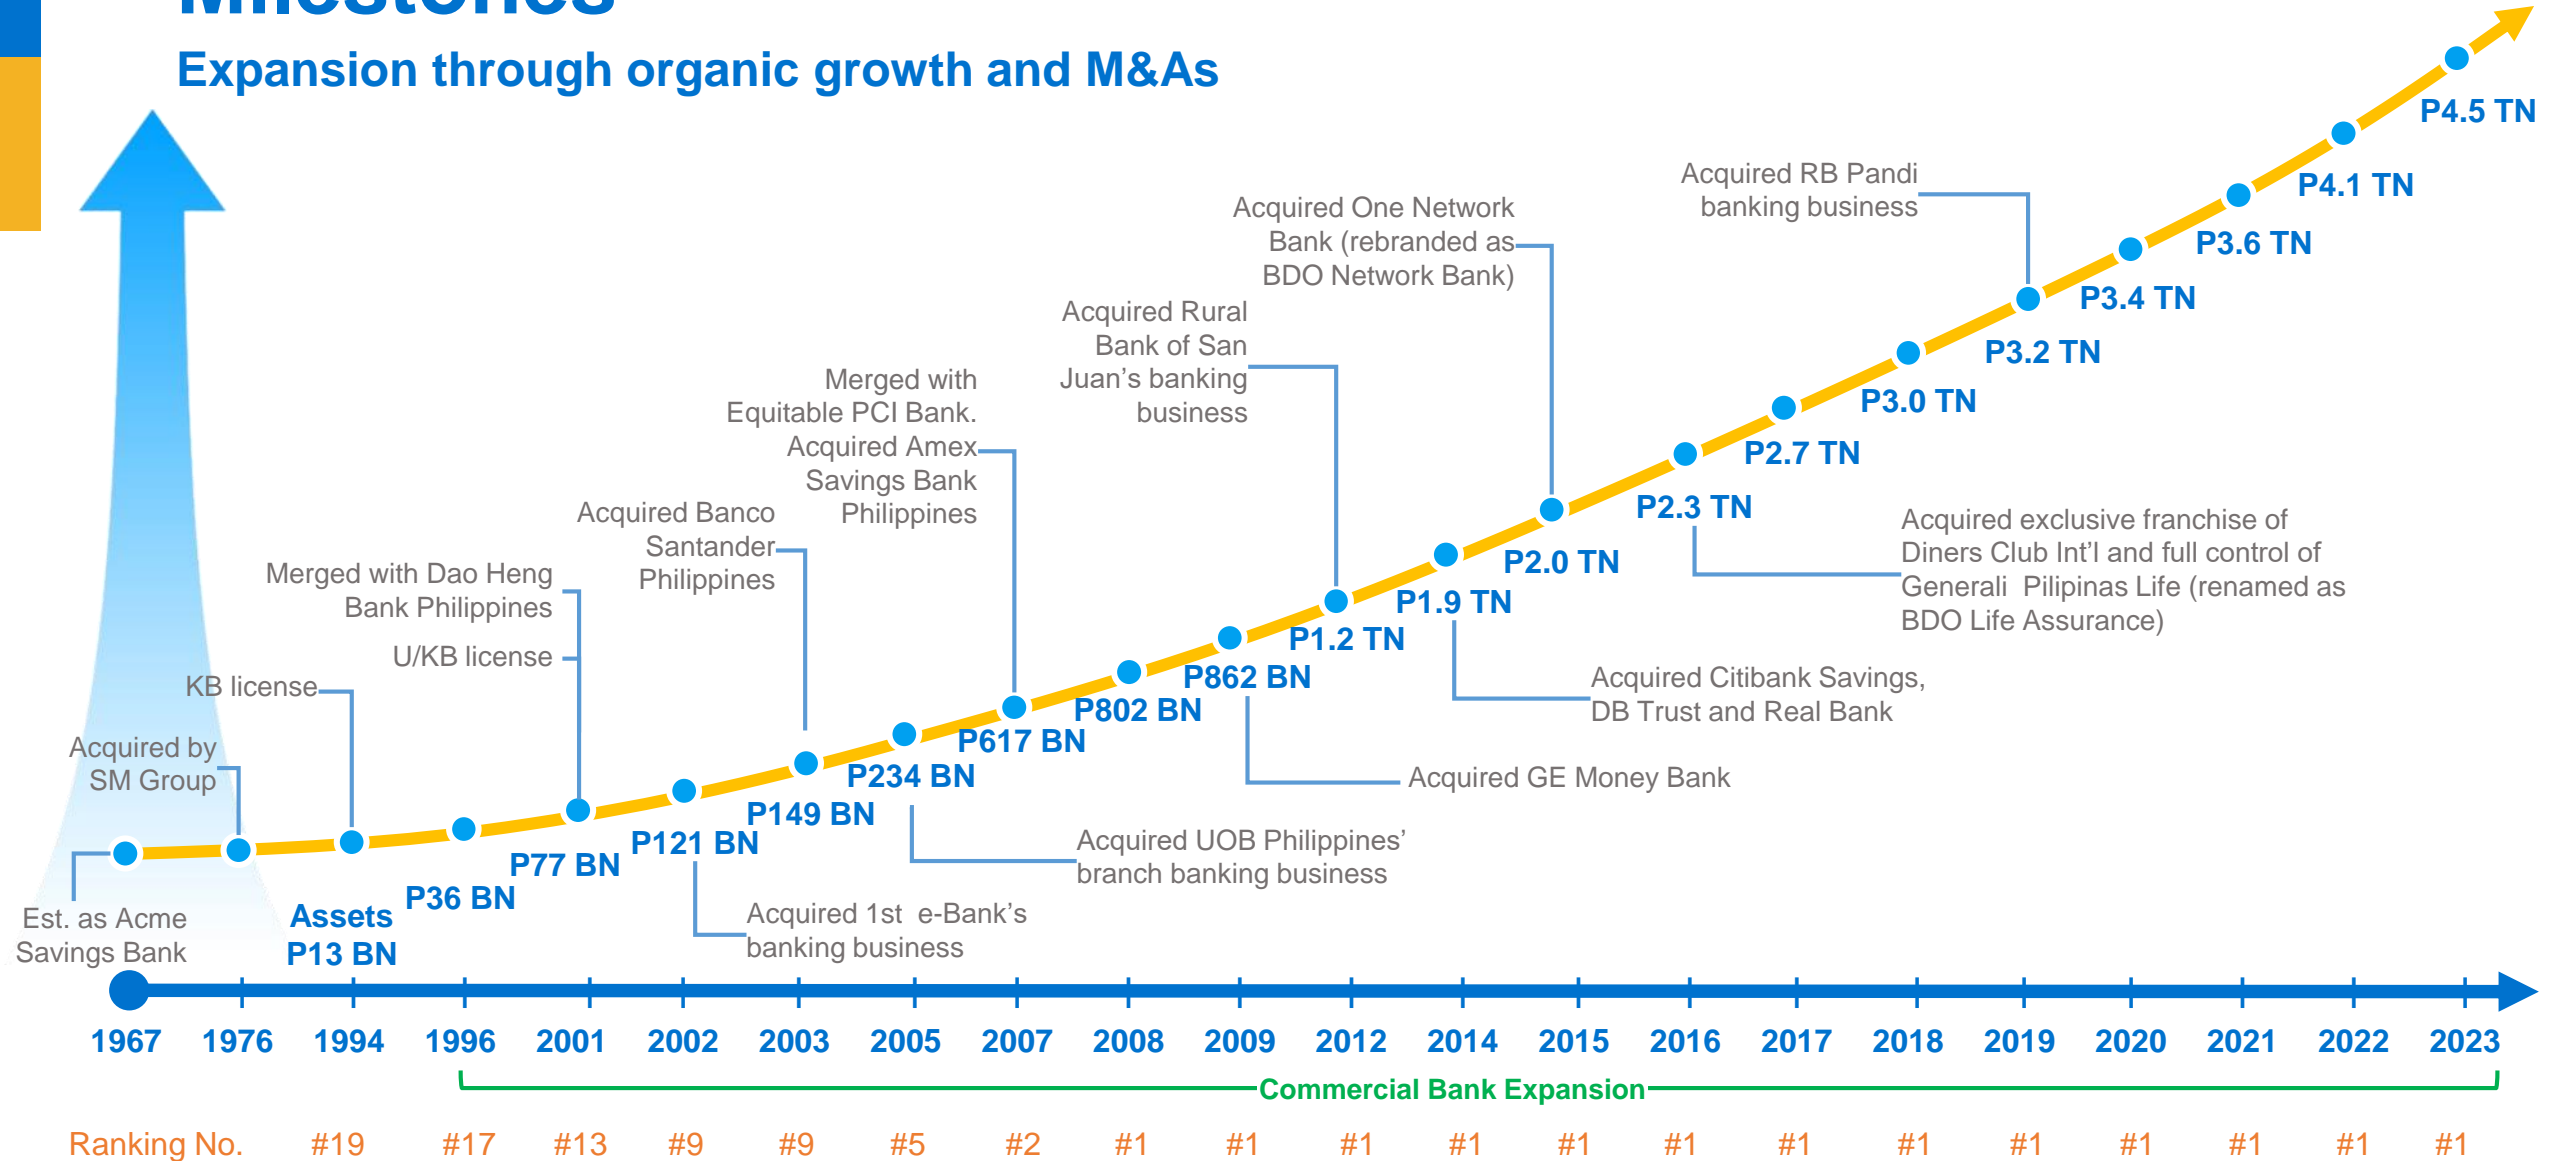 Milestones
Expansion through organic growth and M&As
P4.5 TN
P4.1 TN
P3.6 TN
P3.4 TN
P3.2 TN
P3.0 TN
P2.7 TN
P2.3 TN
P2.0 TN
P1.9 TN
P1.2 TN
P862 BN
P802 BN
P617 BN
P234 BN
P149 BN
P121 BN
P77 BN
P36 BN
Assets
P13 BN
Acquired RB Pandi
banking business
Acquired One Network
Bank (rebranded as
BDO Network Bank)
Acquired Rural
Bank of San
Juan’s banking
business
Merged with
Equitable PCI Bank.
Acquired Amex
Savings Bank
Philippines
Acquired Banco
Santander
Philippines
Merged with Dao Heng
Bank Philippines
U/KB license
KB license
Acquired by
SM Group
Est. as Acme
Savings Bank
Acquired exclusive franchise of
Diners Club Int’l and full control of
Generali  Pilipinas Life (renamed as
BDO Life Assurance)
Acquired Citibank Savings,
DB Trust and Real Bank
Acquired GE Money Bank
Acquired UOB Philippines’
branch banking business
Acquired 1st  e-Bank’s
banking business
1967 1976 1994 1996 2001 2002 2003 2005 2007 2008 2009 2012 2014 2015 2016 2017 2018 2019 2020 2021 2022 2023
Commercial Bank Expansion
Ranking No. #19 #17 #13 #9 #9 #5 #2 #1 #1 #1 #1 #1 #1 #1 #1 #1 #1 #1 #1 #1